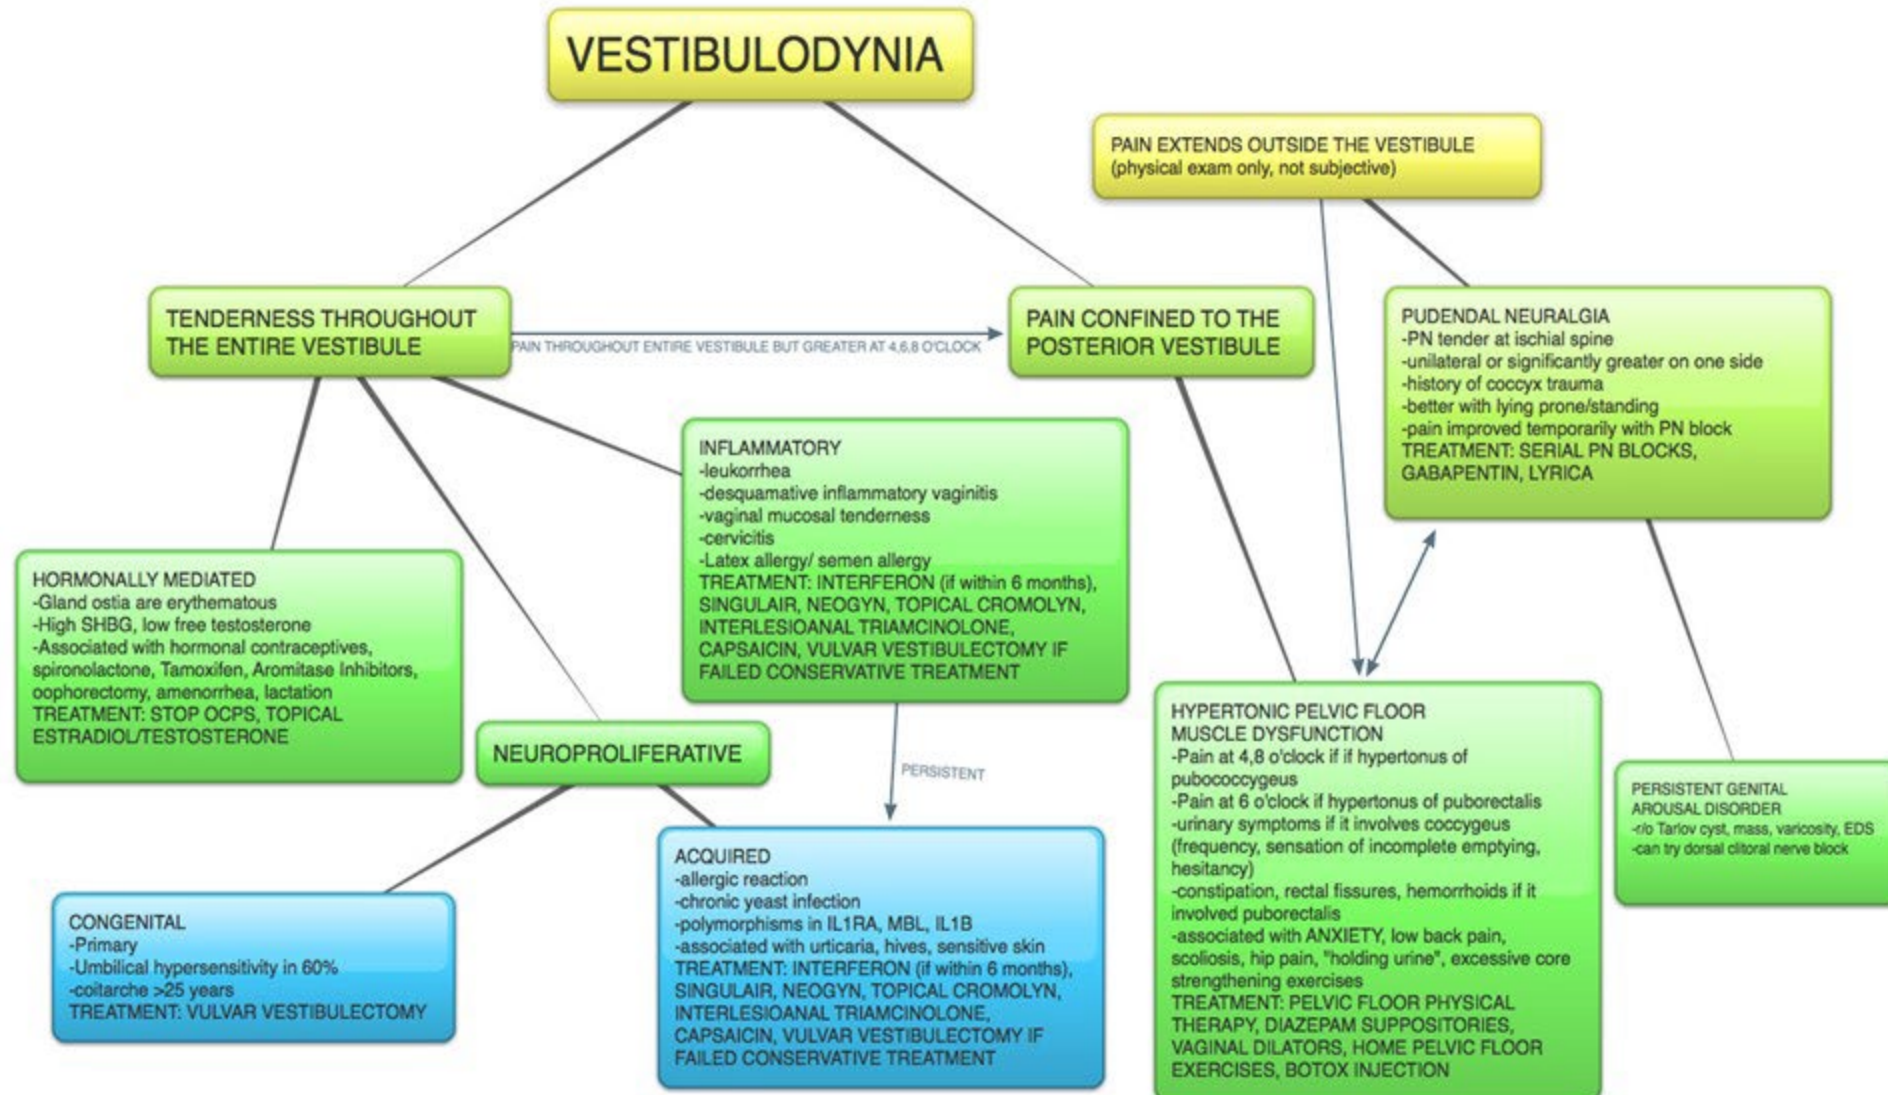 VESTIBULODYNIA
PAIN EXTENDS OUTSIDE THE VESTIBULE
(physical exam only, not subjective)
TENDERNESS THROUGHOUT
THE ENTIRE VESTIBULE
PAIN THROUGHOUT ENTIRE VESTIBULE BUT GREATER AT 4,6,8 O'CLOCK
PAIN CONFINED TO THE
POSTERIOR VESTIBULE
PUDENDAL NEURALGIA
-PN tender at ischial spine
-unilateral or significantly greater on one side
-history of coccyx trauma
-better with lying prone/standing
-pain improved temporarily with PN block
TREATMENT: SERIAL PN BLOCKS,
GABAPENTIN, LYRICA
INFLAMMATORY
-leukorrhea
-desquamative inflammatory vaginitis
-vaginal mucosal tenderness
-cervicitis
-Latex allergy/ semen allergy
TREATMENT: INTERFERON (if within 6 months),
SINGULAIR, NEOGYN, TOPICAL CROMOLYN,
INTERLESIOANAL TRIAMCINOLONE,
CAPSAICIN, VULVAR VESTIBULECTOMY IF
FAILED CONSERVATIVE TREATMENT
HORMONALLY MEDIATED
-Gland ostia are erythematous
-High SHBG, low free testosterone
-Associated with hormonal contraceptives,
spironolactone, Tamoxifen, Aromitase Inhibitors,
oophorectomy, amenorrhea, lactation
TREATMENT: STOP OCPS, TOPICAL
ESTRADIOL/TESTOSTERONE
NEUROPROLIFERATIVE
PERSISTENT
HYPERTONIC PELVIC FLOOR
MUSCLE DYSFUNCTION
-Pain at 4,8 o'clock if if hypertonus of
pubococcygeus
-Pain at 6 o'clock if hypertonus of puborectalis
-urinary symptoms if it involves coccygeus
(frequency, sensation of incomplete emptying,
hesitancy)
-constipation, rectal fissures, hemorrhoids if it
involved puborectalis
-associated with ANXIETY, low back pain,
scoliosis, hip pain, "holding urine", excessive core
strengthening exercises
TREATMENT: PELVIC FLOOR PHYSICAL
THERAPY, DIAZEPAM SUPPOSITORIES,
VAGINAL DILATORS, HOME PELVIC FLOOR
EXERCISES, BOTOX INJECTION
PERSISTENT GENITAL
AROUSAL DISORDER
-r/o Tarlov cyst, mass, varicosity, EDS
-can try dorsal clitoral nerve block
CONGENITAL
-Primary
-Umbilical hypersensitivity in 60%
-coitarche >25 years
TREATMENT: VULVAR VESTIBULECTOMY
ACQUIRED
-allergic reaction
-chronic yeast infection
-polymorphisms in IL1RA, MBL, IL1B
-associated with urticaria, hives, sensitive skin
TREATMENT: INTERFERON (if within 6 months),
SINGULAIR, NEOGYN, TOPICAL CROMOLYN,
INTERLESIOANAL TRIAMCINOLONE,
CAPSAICIN, VULVAR VESTIBULECTOMY IF
FAILED CONSERVATIVE TREATMENT